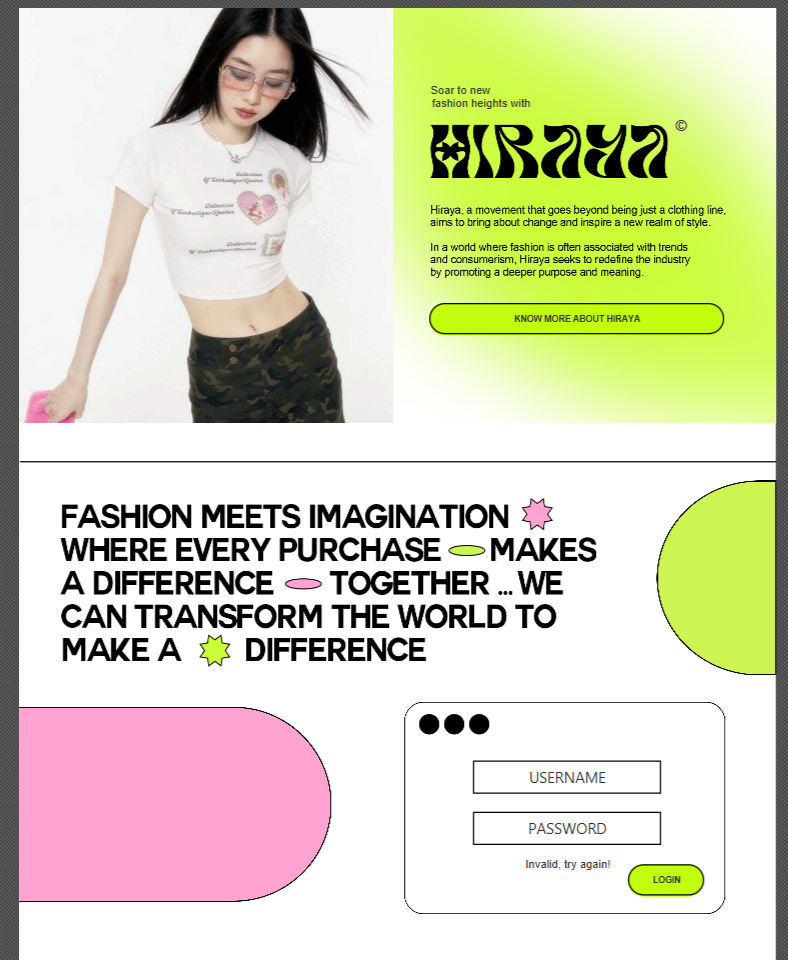 Soar to new
fashion heights with
HIRAYA ©
Hiraya, a movement that goes beyond being just a clothing line,
aims to bring about change and inspire a new realm of style.
In a world where fashion is often associated with trends
and consumerism, Hiraya seeks to redefine the industry
by promoting a deeper purpose and meaning.
KNOW MORE ABOUT HIRAYA
Collection
Collection
Collection
FASHION MEETS IMAGINATION
WHERE EVERY PURCHASE MAKES
A DIFFERENCE TOGETHER ... WE
CAN TRANSFORM THE WORLD TO
MAKE A DIFFERENCE
USERNAME
PASSWORD
Invalid, try again!
LOGIN